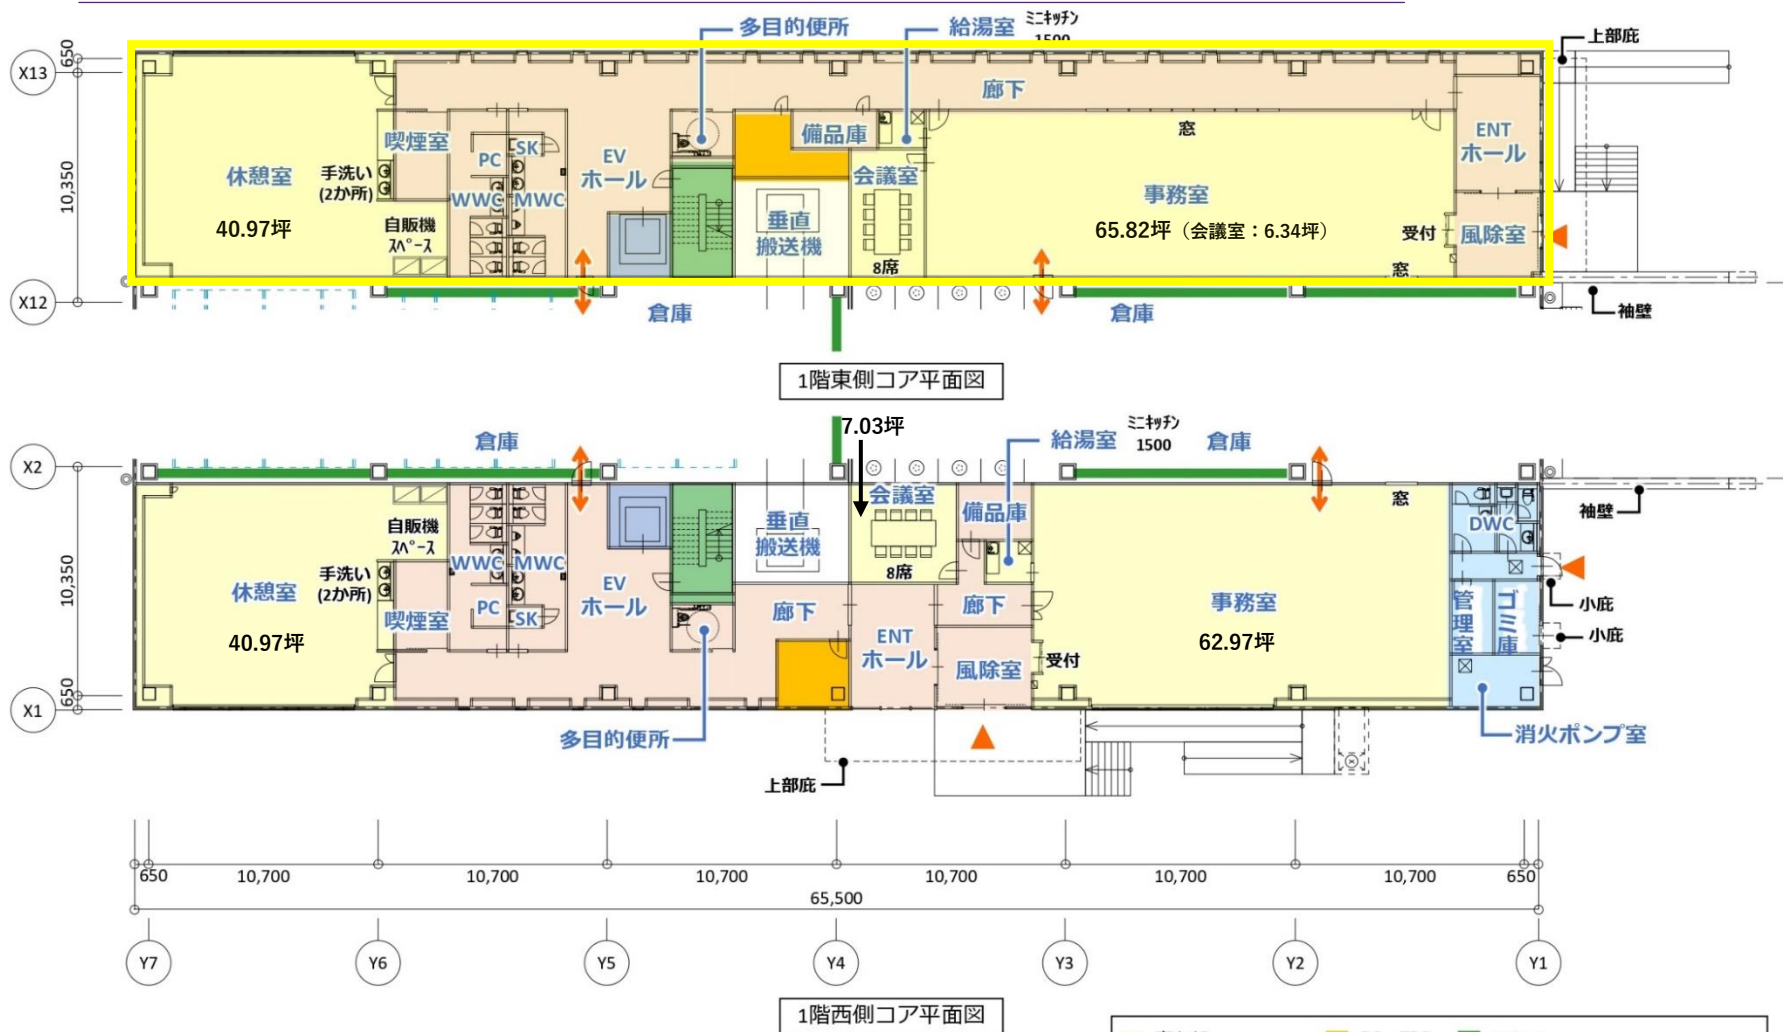 多目的便所
給湯室
ﾐﾆｷｯﾁﾝ
1500
上部庇
X13
650
廊下
喫煙室
PC
SK
EV
ホール
備品庫
窓
ENT
ホール
休憩室
手洗い
(2か所)
WWC
MWC
会議室
事務室
10,350
40.97坪
自販機
ｽﾍﾟｰｽ
垂直
搬送機
65.82坪（会議室：6.34坪）
受付
風除室
8席
窓
X12
倉庫
倉庫
袖壁
1階東側コア平面図
7.03坪
倉庫
給湯室
ﾐﾆｷｯﾁﾝ
1500
倉庫
X2
自販機
ｽﾍﾟｰｽ
垂直
搬送機
会議室
備品庫
窓
DWC
袖壁
10,350
休憩室
手洗い
(2か所)
WWC
MWC
EV
ホール
8席
喫煙室
PC
SK
廊下
廊下
事務室
管理室
ゴミ庫
小庇
小庇
40.97坪
ENT
ホール
風除室
受付
62.97坪
650
X1
多目的便所
上部庇
消火ポンプ室
650
10,700
10,700
10,700
10,700
10,700
10,700
650
65,500
Y7
Y6
Y5
Y4
Y3
Y2
Y1
1階西側コア平面図